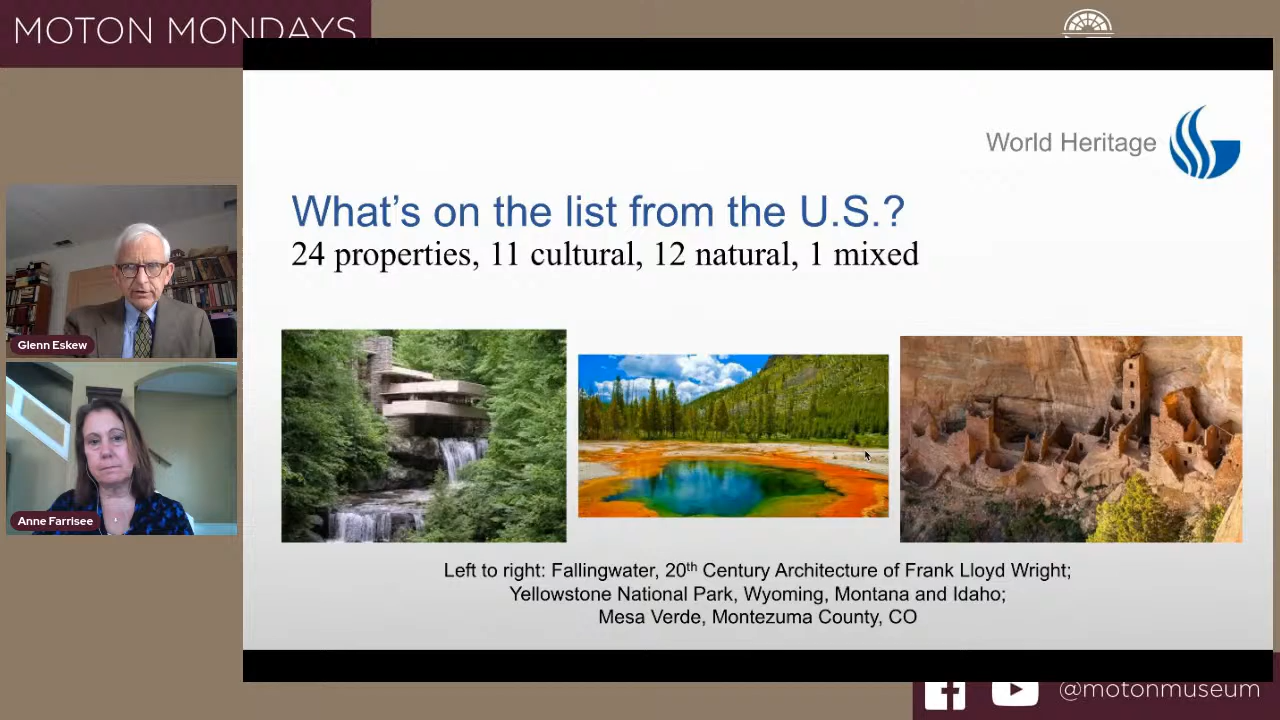 MOTON MONDAYS
World Heritage
What's on the list from the U.S.?
24 properties, 11 cultural, 12 natural, 1 mixed
Glenn Eskew
Anne Farrisee
Left to right: Fallingwater, 20th Century Architecture of Frank Lloyd Wright;
Yellowstone National Park, Wyoming, Montana and Idaho;
Mesa Verde, Montezuma County, CO
@motonmuseum